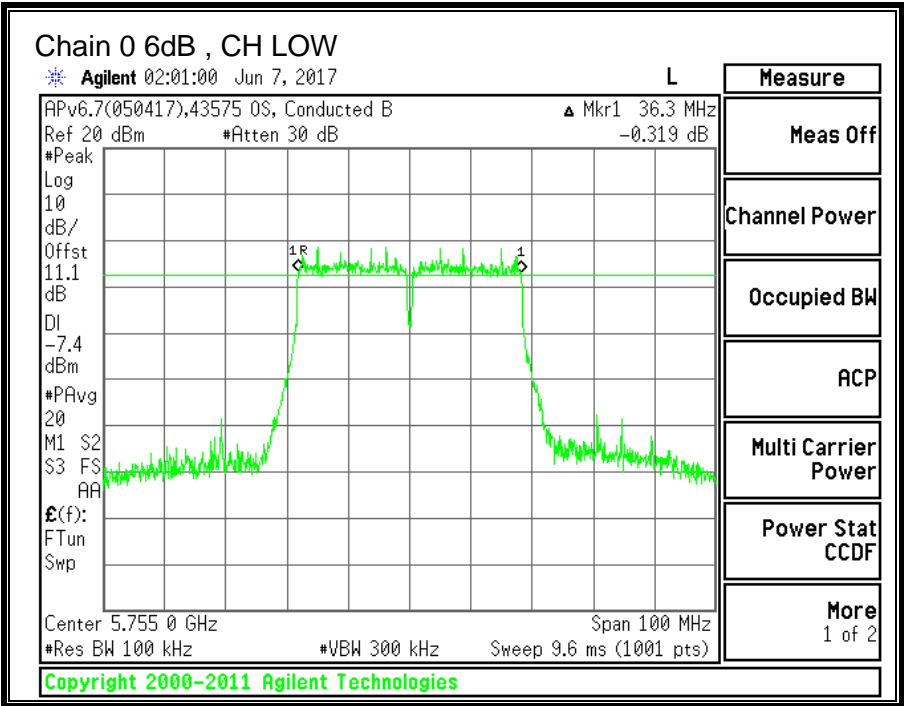 Chain 0 6dB , CH LOW
Agilent 02:01:00 Jun 7, 2017 L
APv6.7(050417),43575 OS, Conducted B ▵ Mkr1 36.3 MHz
Ref 20 dBm #Atten 30 dB −0.319 dB
#Peak
Log
10
dB/
Offst
11.1
dB
DI
−7.4
dBm
#PAvg
20
M1 S2
S3 FS
AA
£(f):
FTun
Swp
1R
1
Center 5.755 0 GHz Span 100 MHz
#Res BW 100 kHz #VBW 300 kHz Sweep 9.6 ms (1001 pts)
Copyright 2000-2011 Agilent Technologies
Measure
Meas Off
Channel Power
Occupied BW
ACP
Multi Carrier
Power
Power Stat
CCDF
More
1 of 2